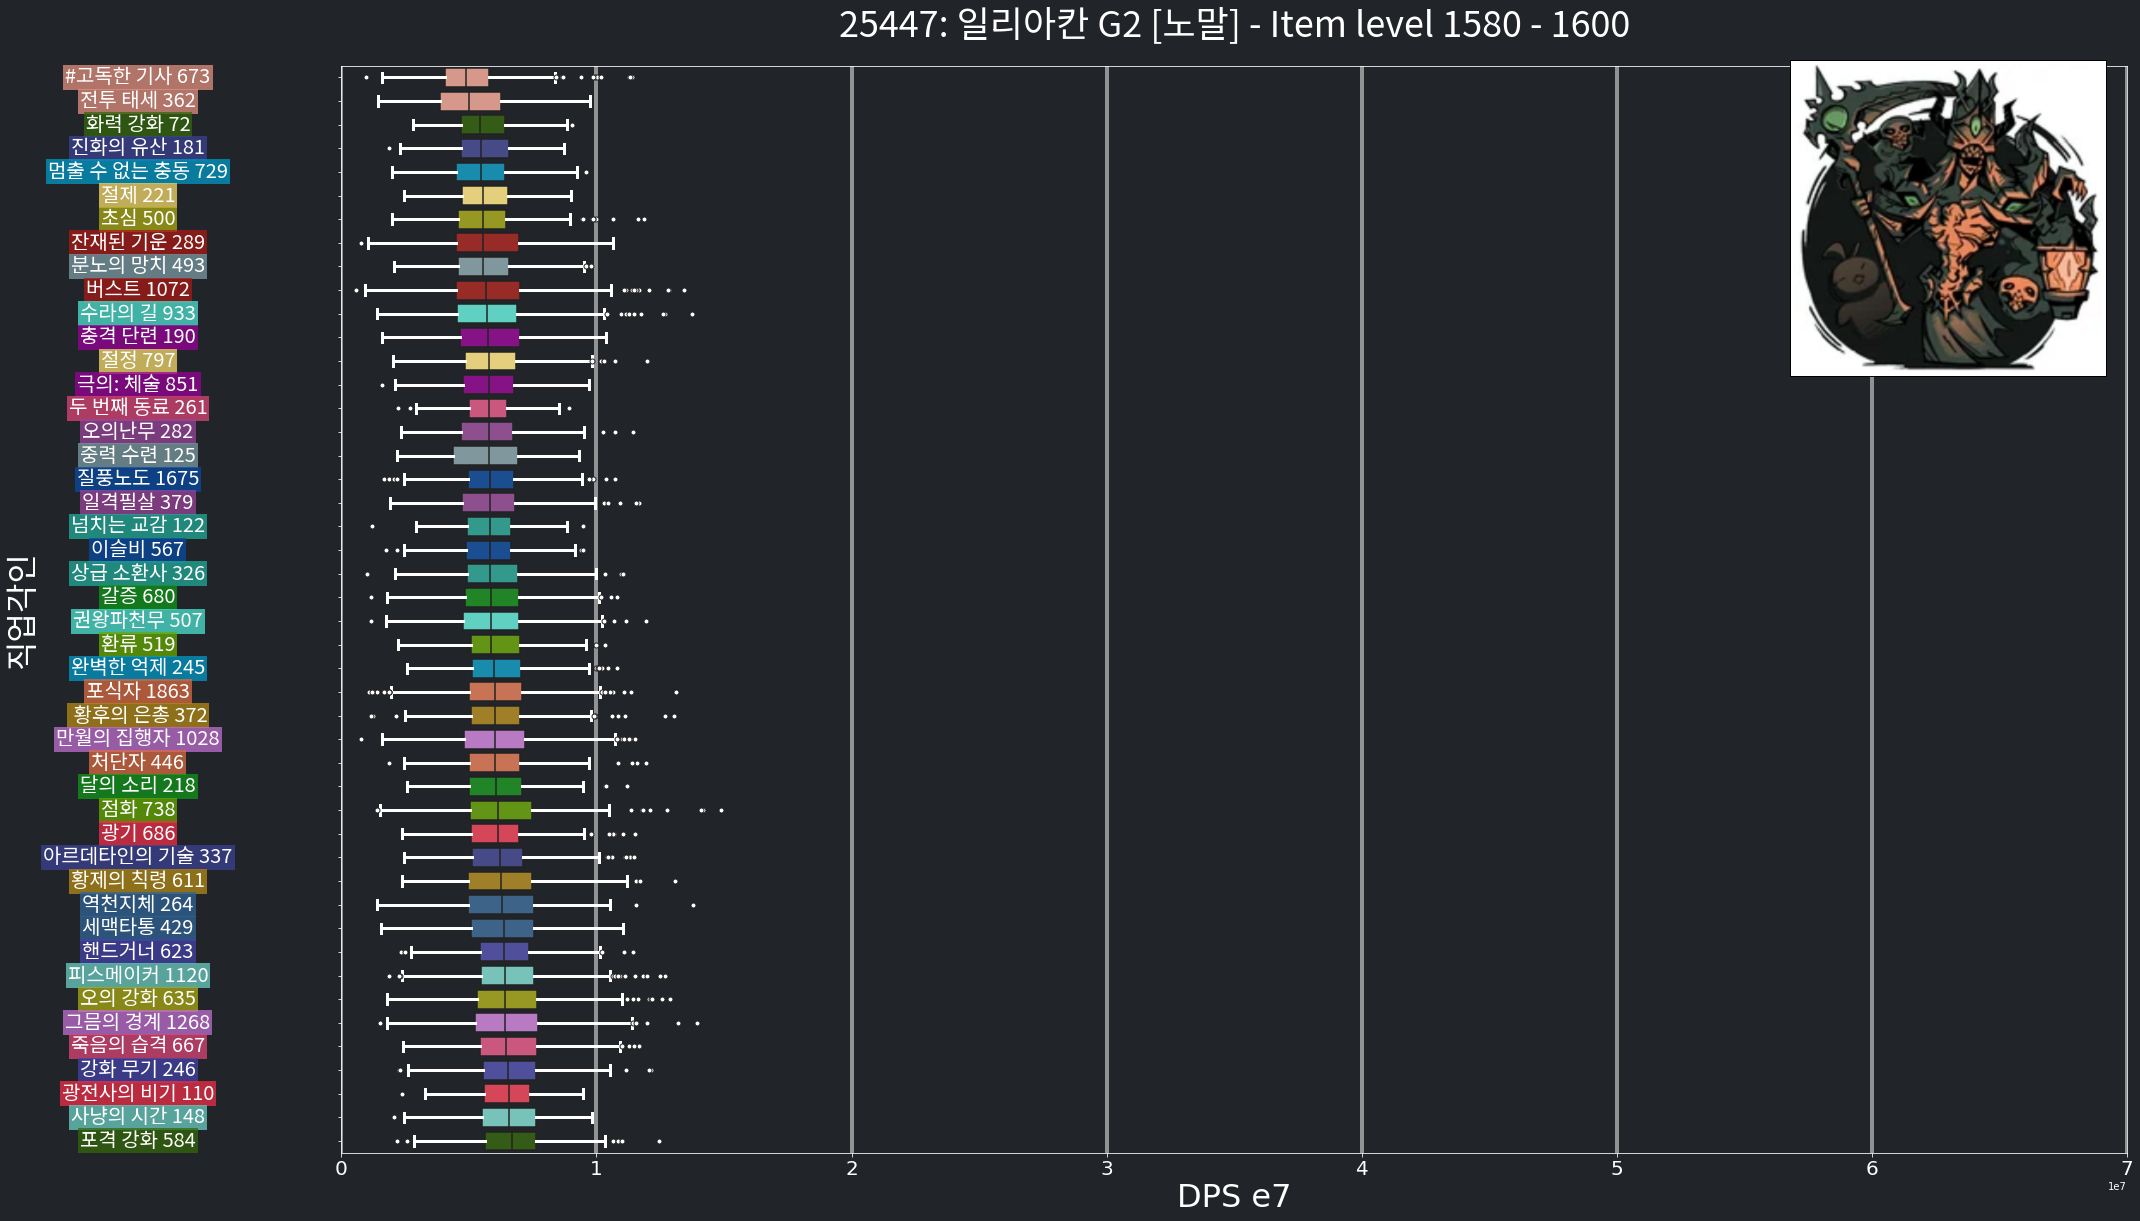 25447: 일리아칸 G2 [노말] - Item level 1580 - 1600
#고독한 기사 673
전투 태세 362
화력 강화 72
진화의 유산 181
멈출 수 없는 충동 729
절제 221
초심 500
잔재된 기운 289
분노의 망치 493
버스트 1072
수라의 길 933
충격 단련 190
절정 797
극의: 체술 851
두 번째 동료 261
오의난무 282
중력 수련 125
질풍노도 1675
일격필살 379
넘치는 교감 122
이슬비 567
상급 소환사 326
갈증 680
권왕파천무 507
환류 519
완벽한 억제 245
포식자 1863
황후의 은총 372
만월의 집행자 1028
처단자 446
달의 소리 218
점화 738
광기 686
아르데타인의 기술 337
황제의 칙령 611
역천지체 264
세맥타통 429
핸드거너 623
피스메이커 1120
오의 강화 635
그믐의 경계 1268
죽음의 습격 667
강화 무기 246
광전사의 비기 110
사냥의 시간 148
포격 강화 584
직업각인
0 1 2 3 4 5 6 7
DPS e7
1e7